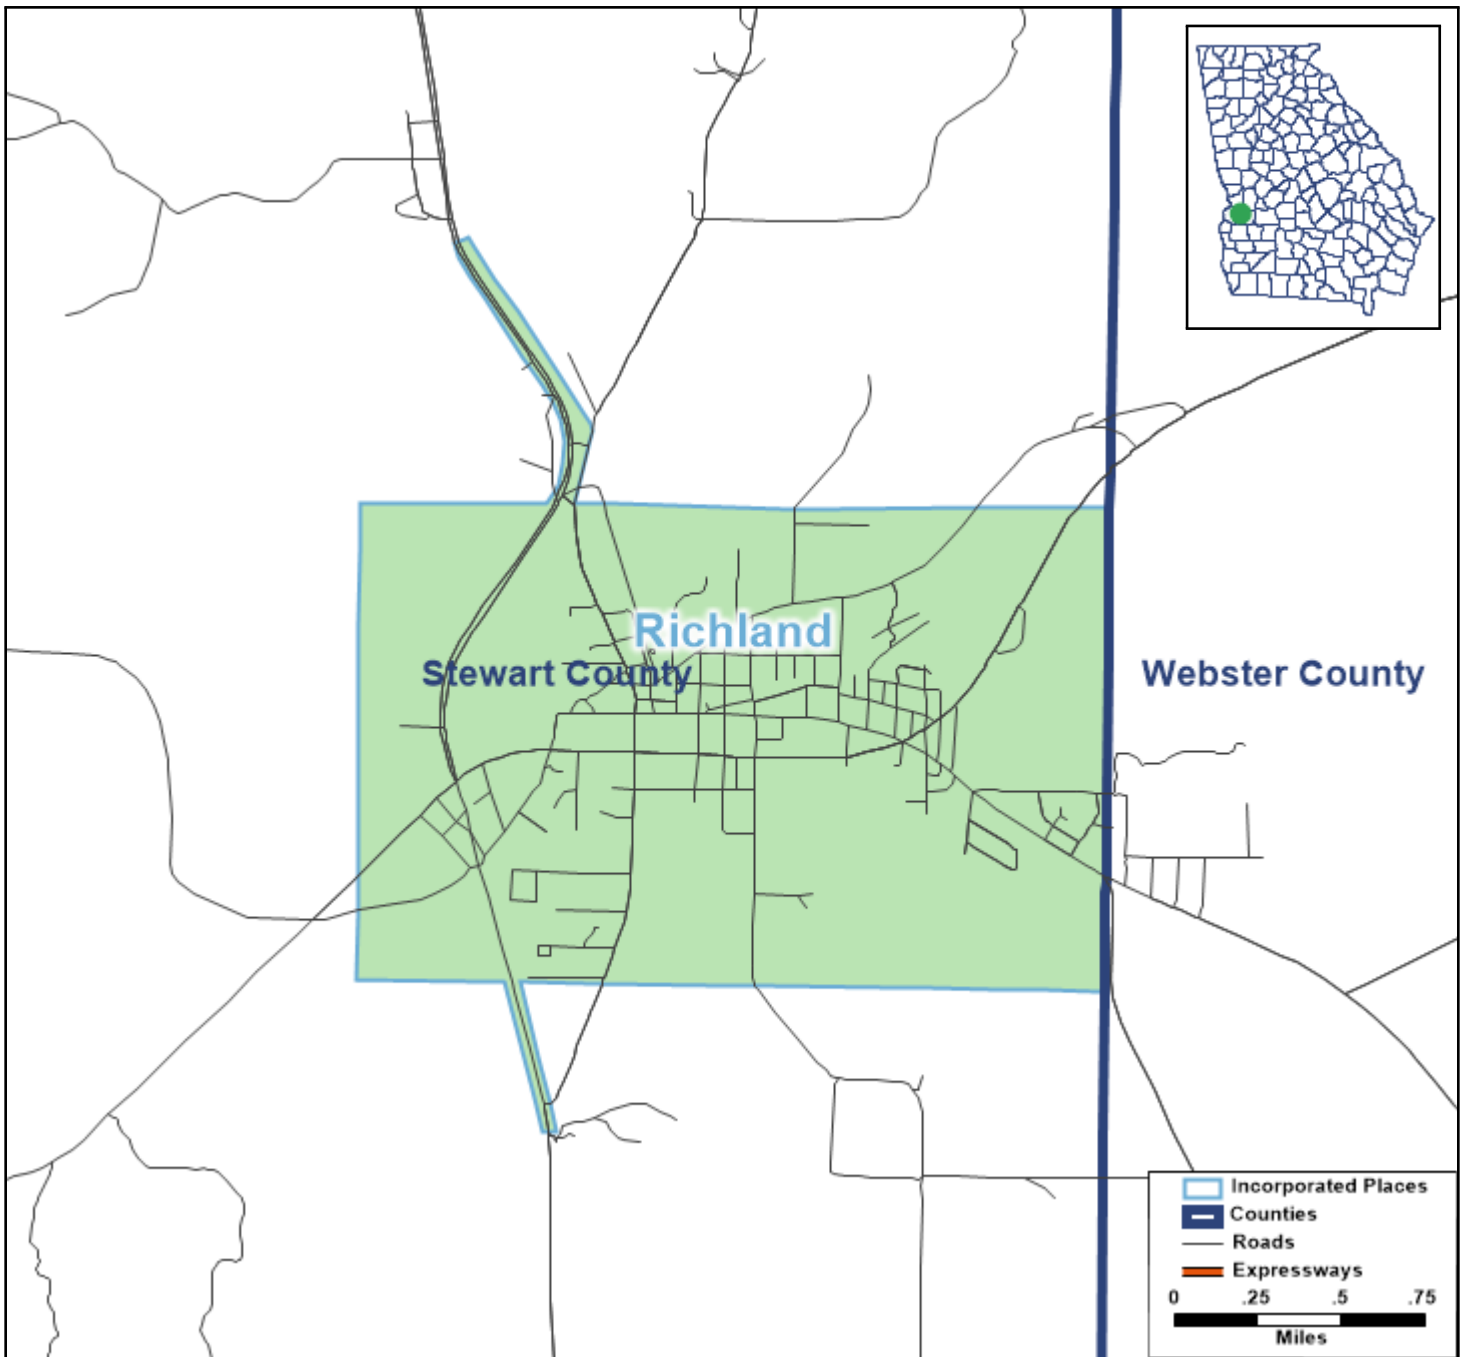 Richland
Stewart County
Webster County
Incorporated Places
Counties
Roads
Expressways
0 .25 .5 .75
Miles